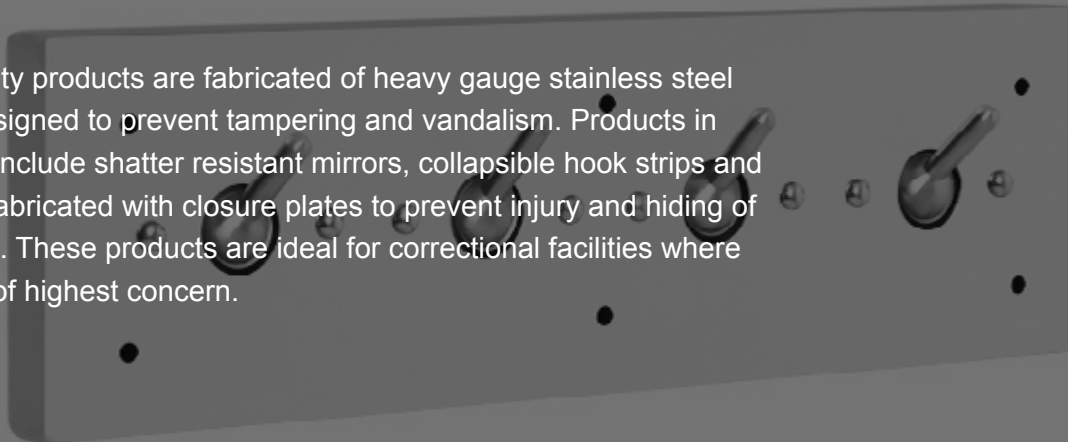 ty products are fabricated of heavy gauge stainless steel
signed to prevent tampering and vandalism. Products in
nclude shatter resistant mirrors, collapsible hook strips and
abricated with closure plates to prevent injury and hiding of
. These products are ideal for correctional facilities where
of highest concern.